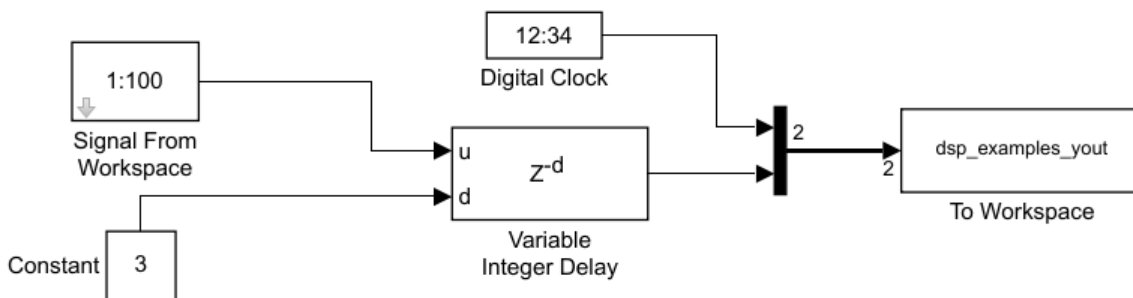 1:100
Signal From
Workspace
12:34
Digital Clock
u
d
Z-d
Variable
Integer Delay
Constant
3
2
2
dsp_examples_yout
To Workspace